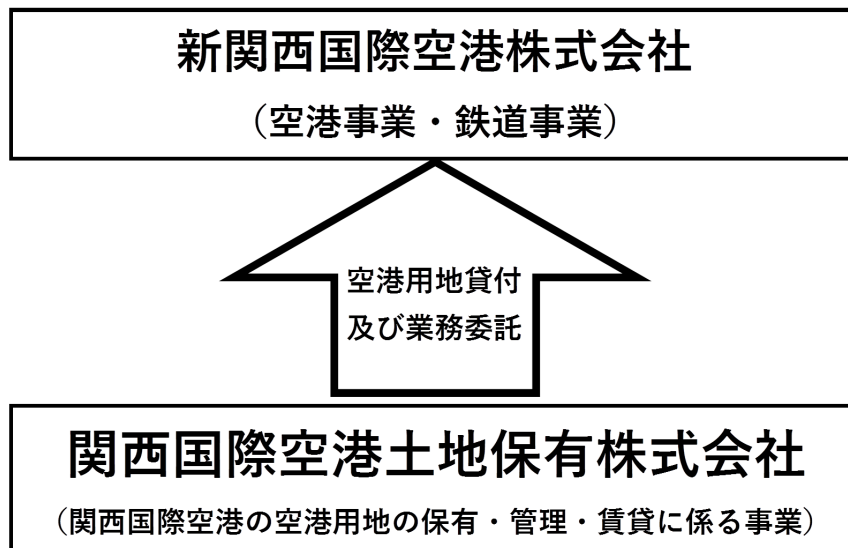 新関西国際空港株式会社
（空港事業・鉄道事業）
空港用地貸付
及び業務委託
関西国際空港土地保有株式会社
（関西国際空港の空港用地の保有・管理・賃貸に係る事業）